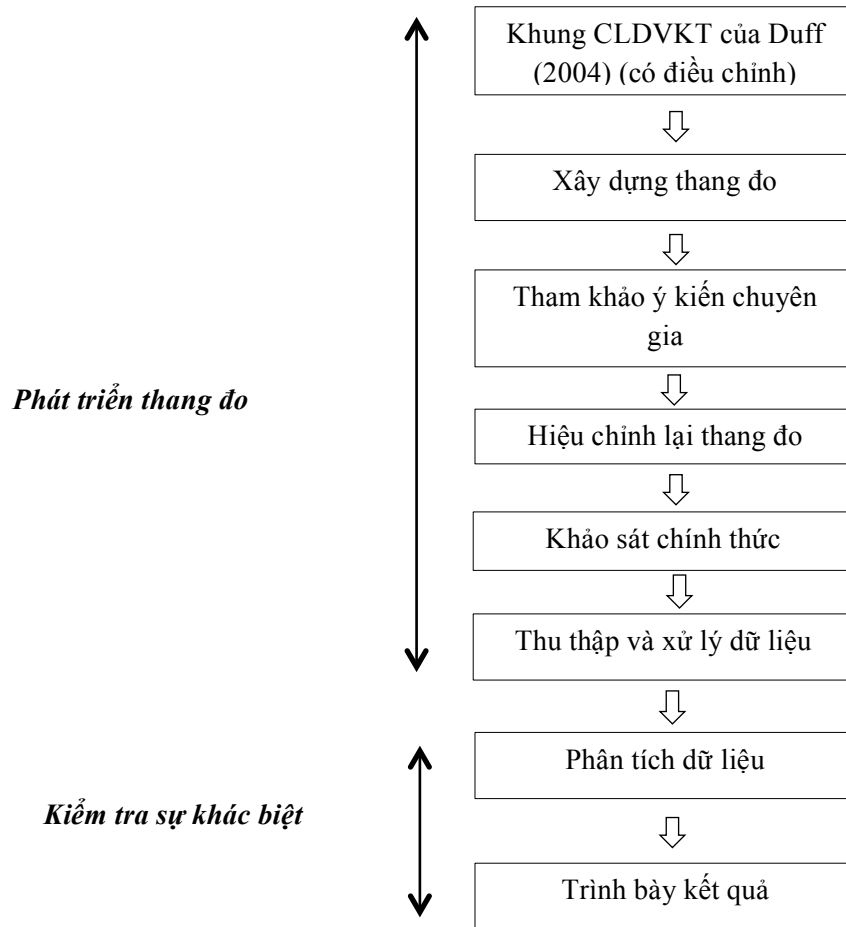 Khung CLDVKT của Duff
(2004) (có điều chỉnh)
Xây dựng thang đo
Tham khảo ý kiến chuyên
gia
Phát triển thang đo
Hiệu chỉnh lại thang đo
Khảo sát chính thức
Thu thập và xử lý dữ liệu
Phân tích dữ liệu
Kiểm tra sự khác biệt
Trình bày kết quả